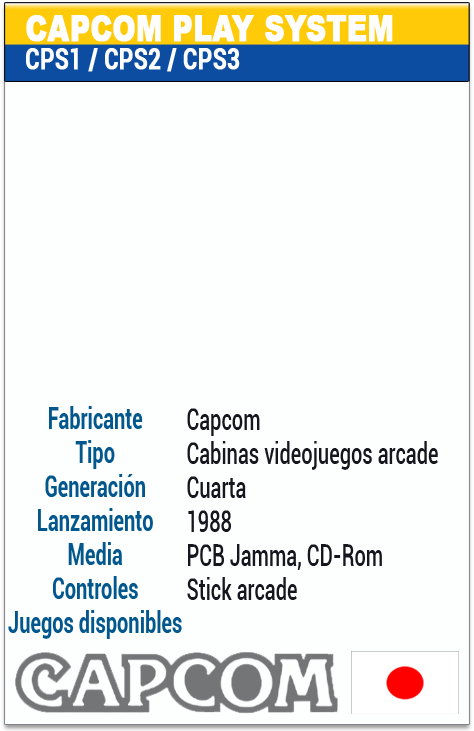 CAPCOM PLAY SYSTEM
CPS1 / CPS2 / CPS3
Fabricante Capcom
Tipo Cabinas videojuegos arcade
Generación Cuarta
Lanzamiento 1988
Media PCB Jamma, CD-Rom
Controles Stick arcade
Juegos disponibles
CAPCOM